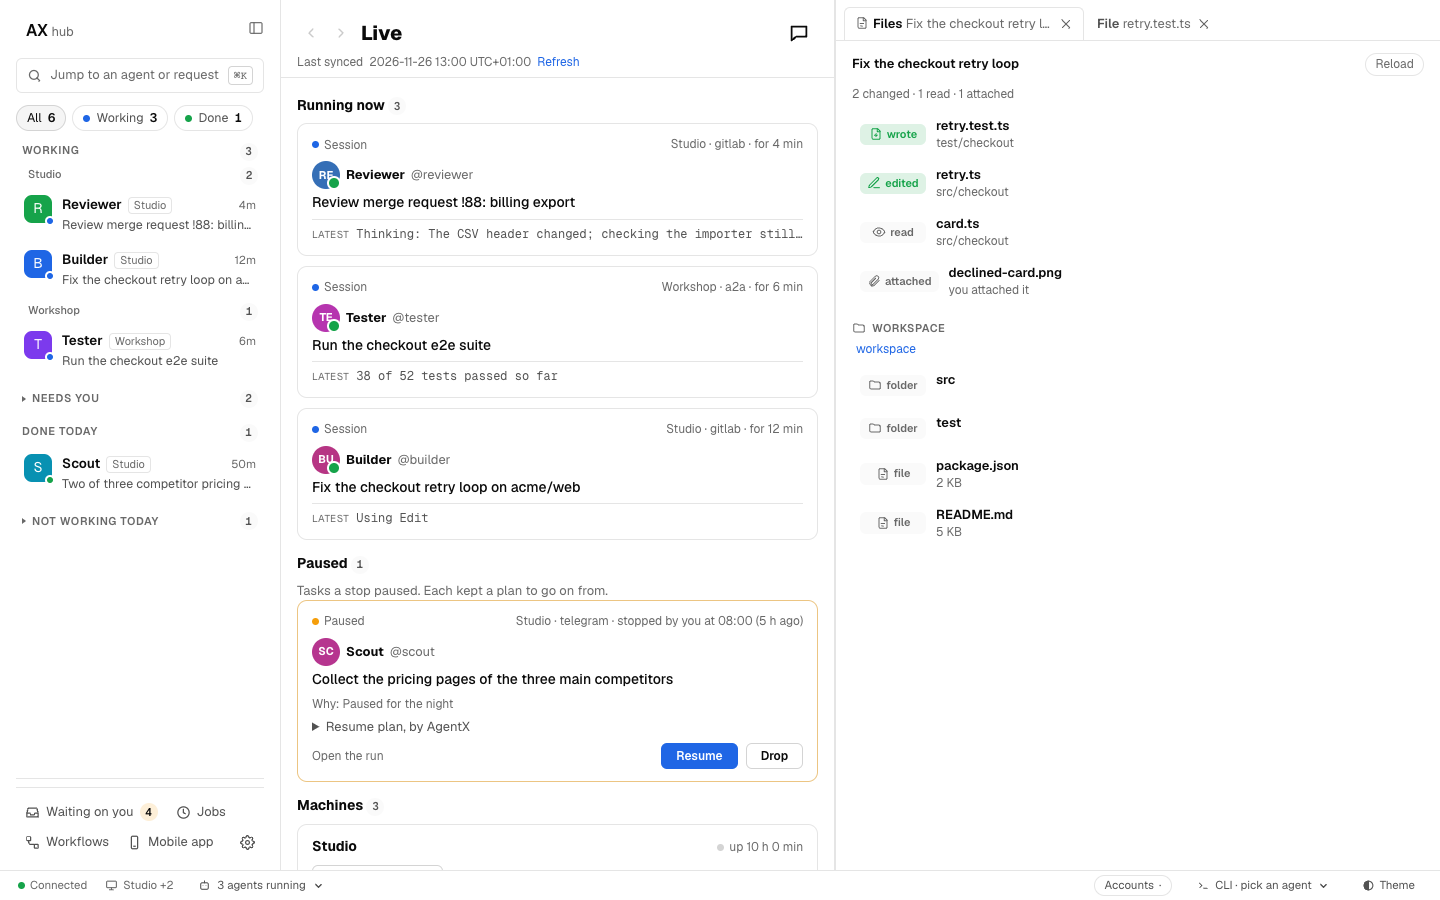 AX hub
Jump to an agent or request ⌘K
All 6
Working 3
Done 1
WORKING 3
Studio 2
R
Reviewer Studio 4m
Review merge request !88: billin…
B
Builder Studio 12m
Fix the checkout retry loop on a…
Workshop 1
T
Tester Workshop 6m
Run the checkout e2e suite
NEEDS YOU 2
DONE TODAY 1
S
Scout Studio 50m
Two of three competitor pricing …
NOT WORKING TODAY 1
Waiting on you 4
Jobs
Workflows
Mobile app
Live
Last synced 2026-11-26 13:00 UTC+01:00 Refresh
Running now 3
Session Studio · gitlab · for 4 min
RE Reviewer @reviewer
Review merge request !88: billing export
LATEST Thinking: The CSV header changed; checking the importer still…
Session Workshop · a2a · for 6 min
TE Tester @tester
Run the checkout e2e suite
LATEST 38 of 52 tests passed so far
Session Studio · gitlab · for 12 min
BU Builder @builder
Fix the checkout retry loop on acme/web
LATEST Using Edit
Paused 1
Tasks a stop paused. Each kept a plan to go on from.
Paused Studio · telegram · stopped by you at 08:00 (5 h ago)
SC Scout @scout
Collect the pricing pages of the three main competitors
Why: Paused for the night
Resume plan, by AgentX
Open the run Resume Drop
Machines 3
Studio up 10 h 0 min
Files Fix the checkout retry l…
File retry.test.ts
Fix the checkout retry loop Reload
2 changed · 1 read · 1 attached
wrote retry.test.ts
test/checkout
edited retry.ts
src/checkout
read card.ts
src/checkout
attached declined-card.png
you attached it
WORKSPACE
workspace
folder src
folder test
file package.json
2 KB
file README.md
5 KB
Connected
Studio +2
3 agents running
Accounts ·
CLI · pick an agent
Theme